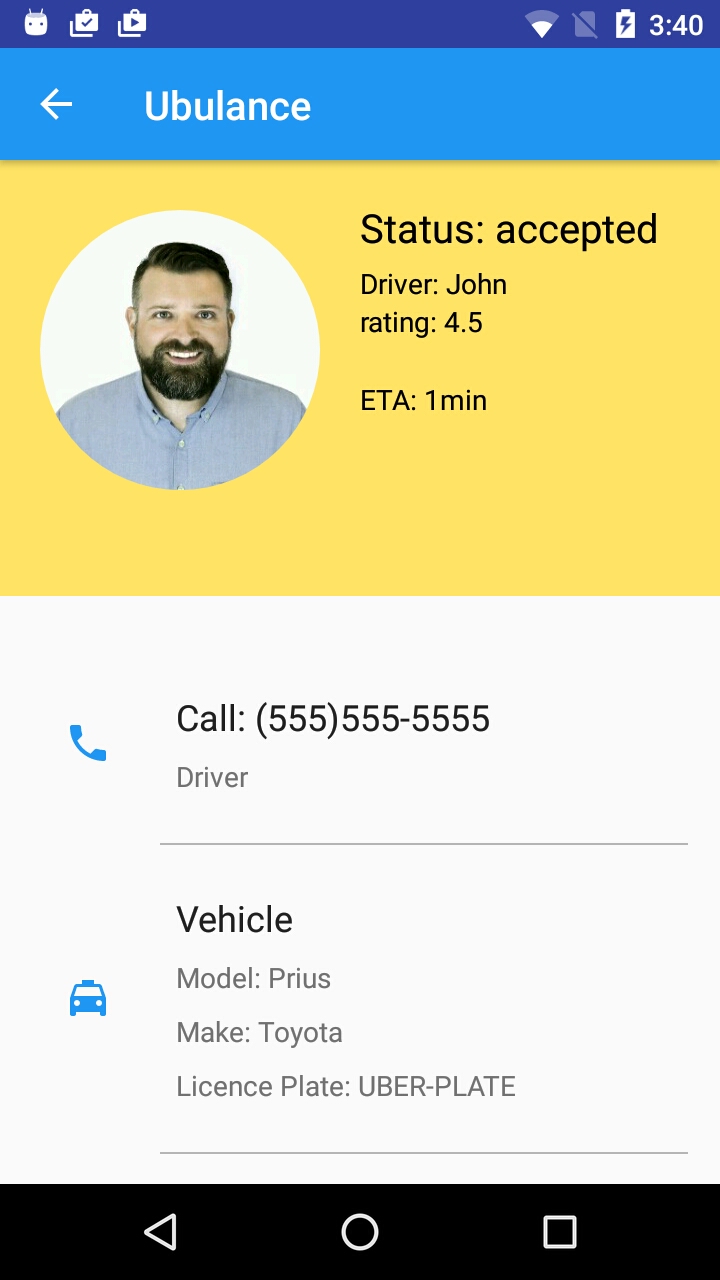 3:40
Ubulance
Status: accepted
Driver: John
rating: 4.5
ETA: 1min
Call: (555)555-5555
Driver
Vehicle
Model: Prius
Make: Toyota
Licence Plate: UBER-PLATE